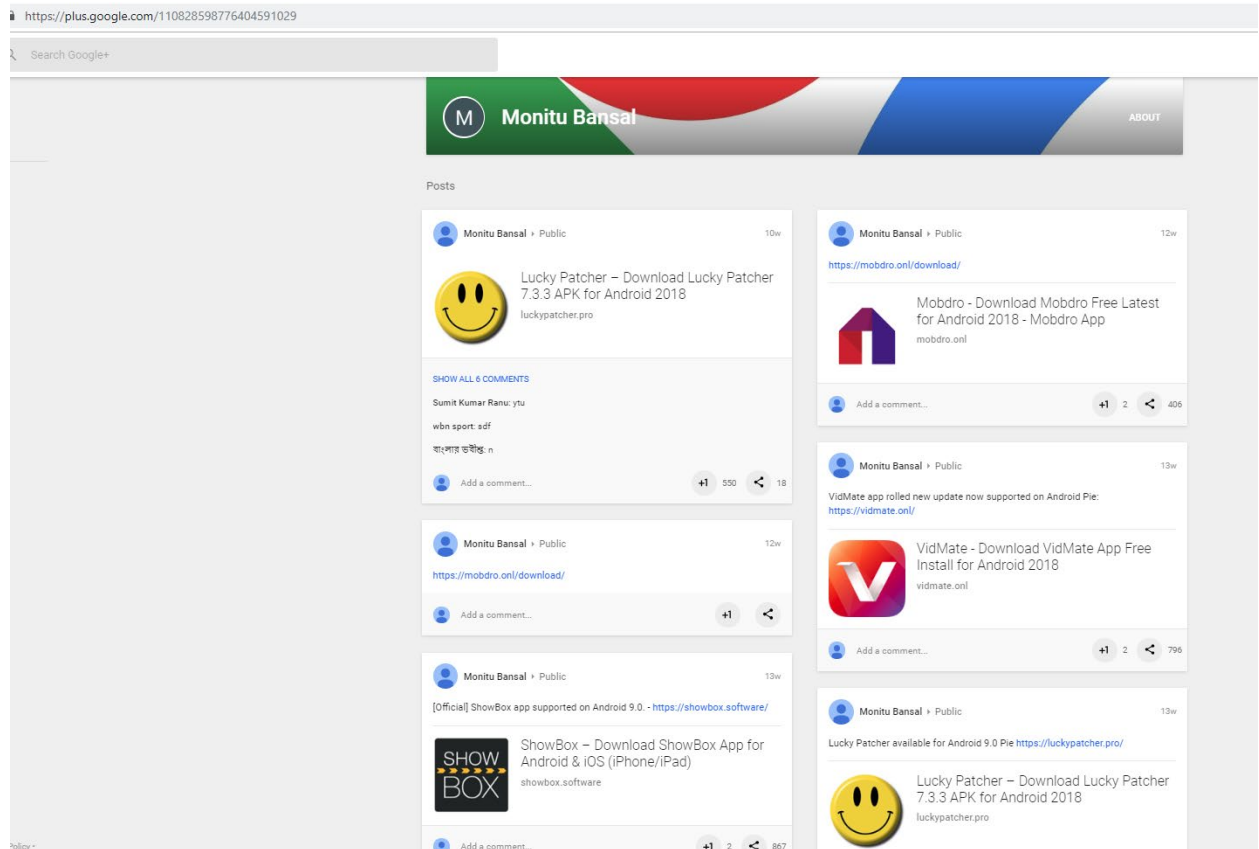 https://plus.google.com/110828598776404591029
Search Google+
M
Monitu Bansal
ABOUT
Posts
Monitu Bansal ▸ Public
10w
Lucky Patcher – Download Lucky Patcher
7.3.3 APK for Android 2018
luckypatcher.pro
SHOW ALL 6 COMMENTS
Sumit Kumar Ranu: ytu
wbn sport: sdf
বাংলার : n
Add a comment...
+1 550 18
Monitu Bansal ▸ Public
12w
https://mobdro.onl/download/
Add a comment...
+1
Monitu Bansal ▸ Public
13w
[Official] ShowBox app supported on Android 9.0. - https://showbox.software/
SHOW
BOX
ShowBox – Download ShowBox App for
Android & iOS (iPhone/iPad)
showbox.software
Add a comment...
+1 2 867
Monitu Bansal ▸ Public
12w
https://mobdro.onl/download/
Mobdro - Download Mobdro Free Latest
for Android 2018 - Mobdro App
mobdro.onl
Add a comment...
+1 2 406
Monitu Bansal ▸ Public
13w
VidMate app rolled new update now supported on Android Pie:
https://vidmate.onl/
VidMate - Download VidMate App Free
Install for Android 2018
vidmate.onl
Add a comment...
+1 2 796
Monitu Bansal ▸ Public
13w
Lucky Patcher available for Android 9.0 Pie https://luckypatcher.pro/
Lucky Patcher – Download Lucky Patcher
7.3.3 APK for Android 2018
luckypatcher.pro
Policy •